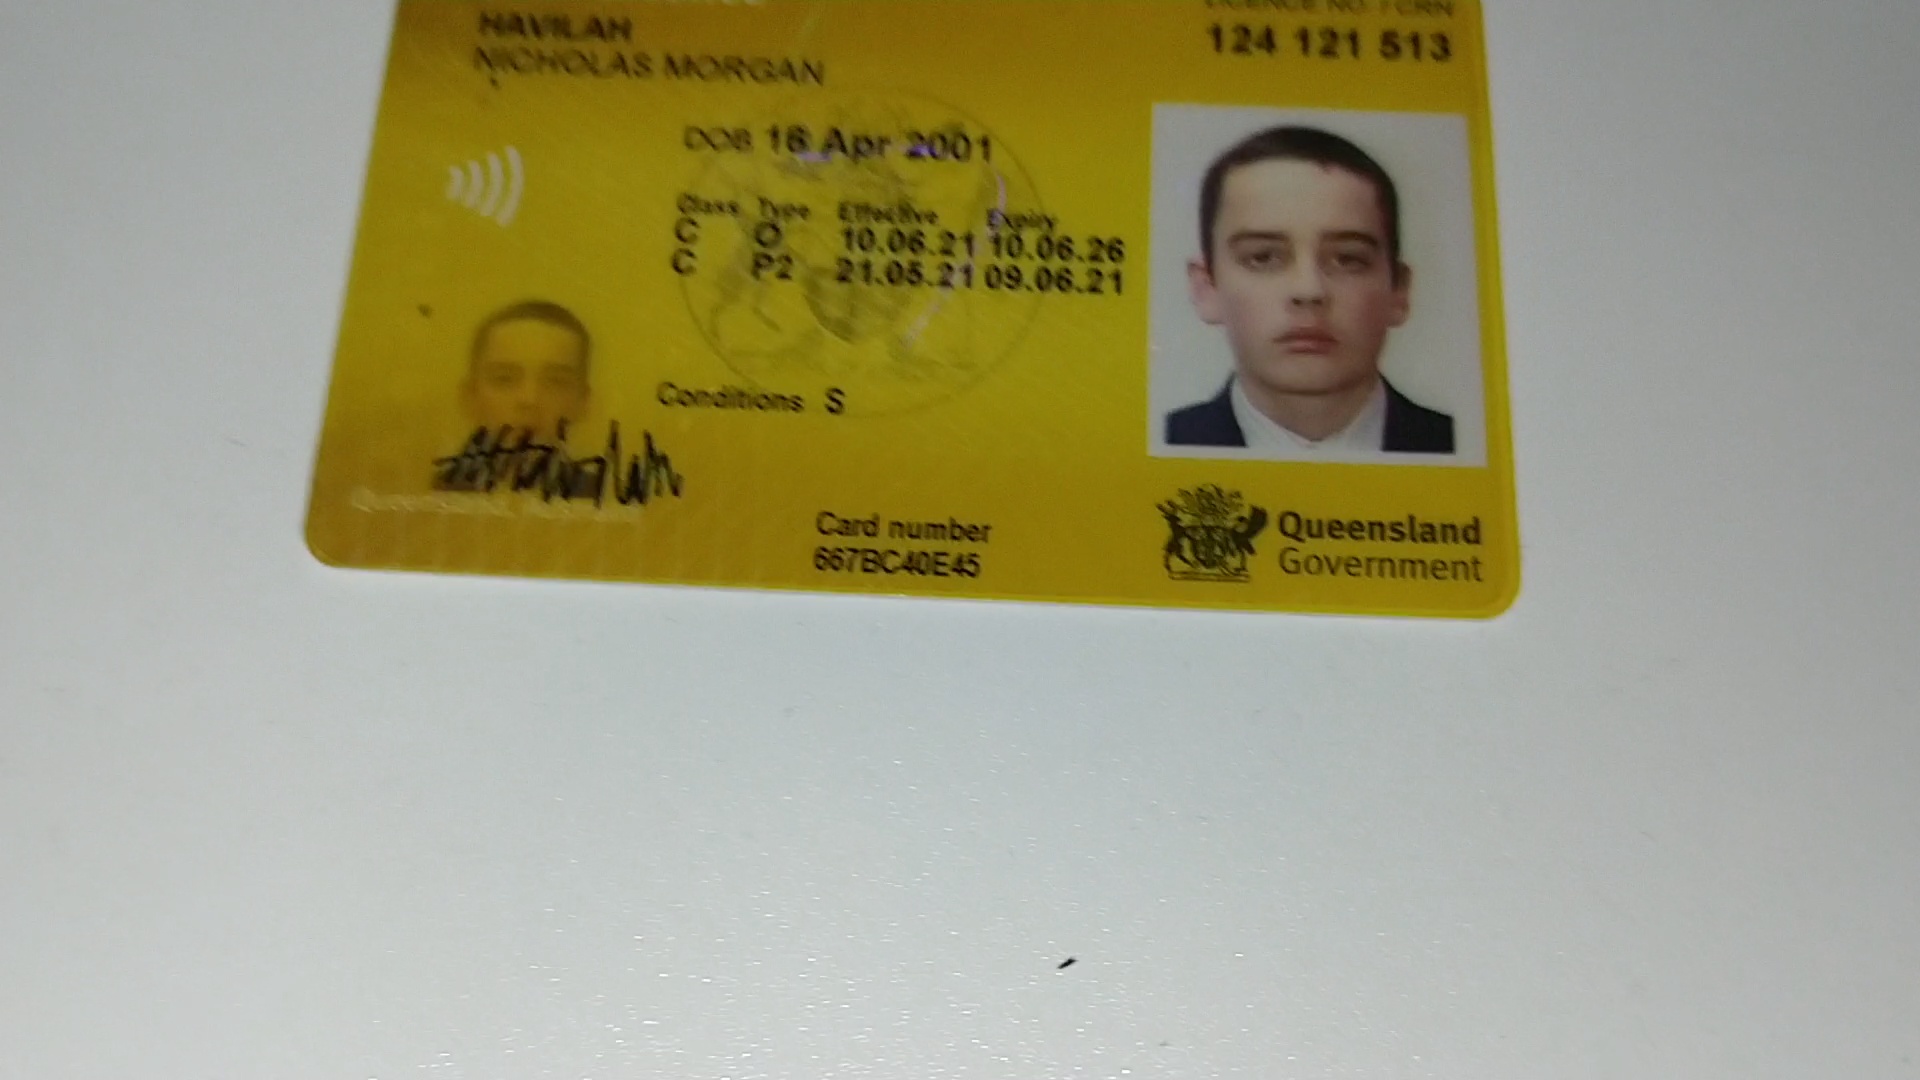 HAVILAH
NICHOLAS MORGAN
LICENCE NO. / CRN
124 121 513
DOB 16 Apr 2001
Class Type Effective Expiry
C O 10.06.21 10.06.26
C P2 21.05.21 09.06.21
Conditions S
Card number
667BC40E45
Queensland
Government